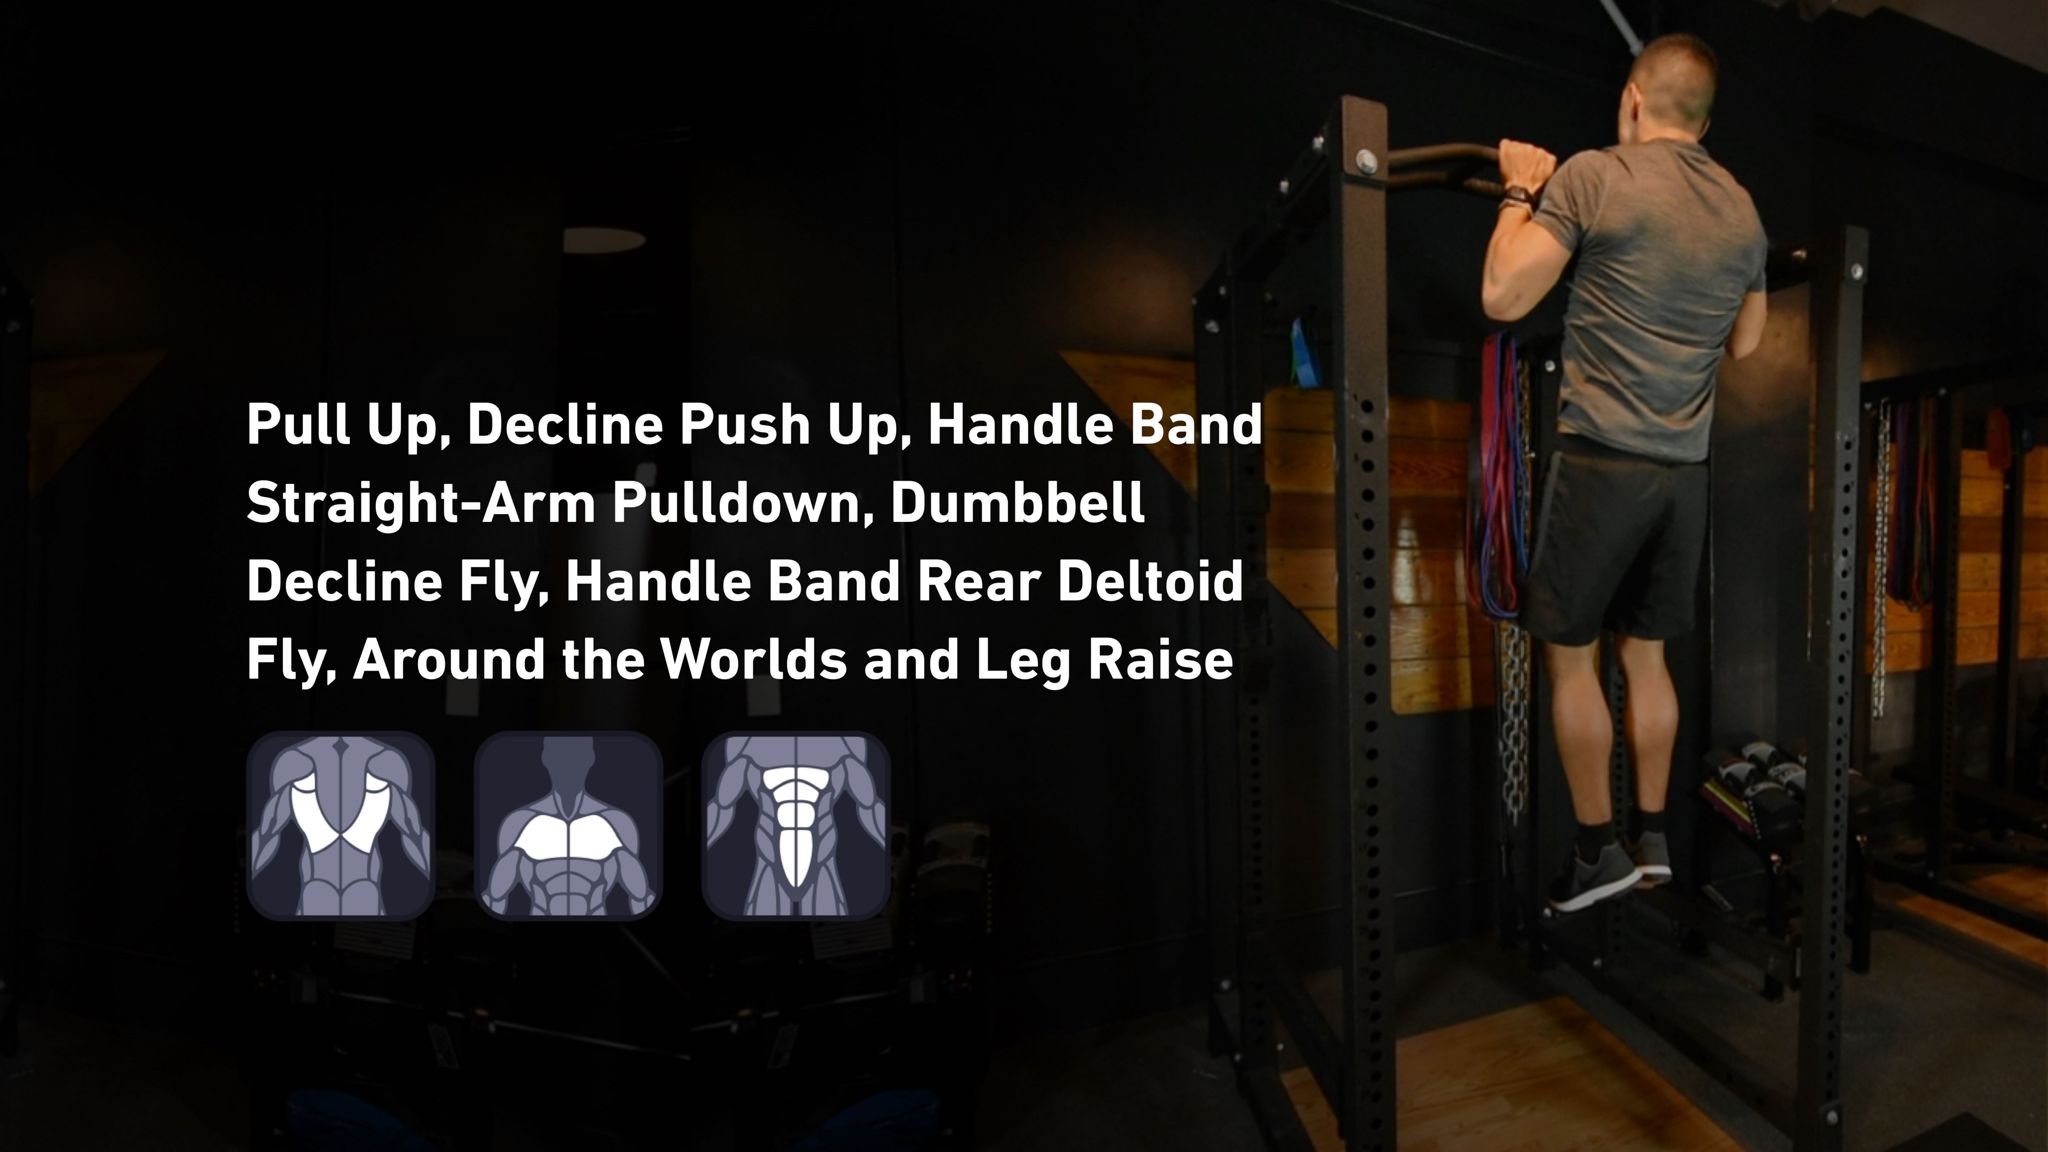 Pull Up, Decline Push Up, Handle Band
Straight-Arm Pulldown, Dumbbell
Decline Fly, Handle Band Rear Deltoid
Fly, Around the Worlds and Leg Raise